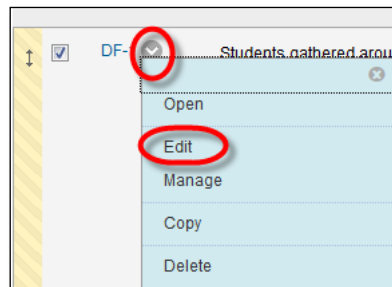 DF- Students gathered arou
Open
Edit
Manage
Copy
Delete